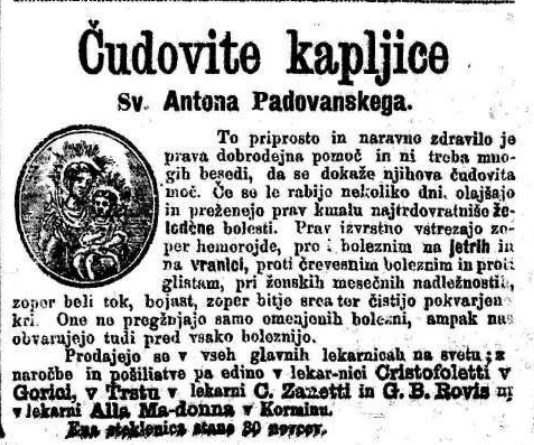 Čudovite kapljice
Sv. Antona Padovanskega.
To priprosto in naravno zdravilo je
prava dobrodejna pomoč in ni treba mno-
gih besedi, da se dokaže njihova čudovita
moč. Če se le rabijo nekoliko dni, olajšajo
in preženejo prav kmalu najtrdovratniše že-
lodčne bolesti. Prav izvrstno vstrezajo zo-
per hemorojde, proti boleznim na jetrih in
na vranici, proti črevesnim boleznim in proti
glistam, pri ženskih mesečnih nadležnostih,
zoper beli tok, bojast, zoper bitje srca ter čistijo pokvarjeno
kri. One ne preganjajo samo omenjenih bolezni, ampak nas
obvarujejo tudi pred vsako boleznijo.
Prodajejo se v vseh glavnih lekarnicah na svetu; za
naročbe in pošiljatve pa edino v lekar-nici Cristofoletti v
Gorici, v Trstu v lekarni C. Zanetti in G. B. Rovis
v lekarni Alla Ma-donna v Korminu.
Ena steklenica stane 30 novcev.